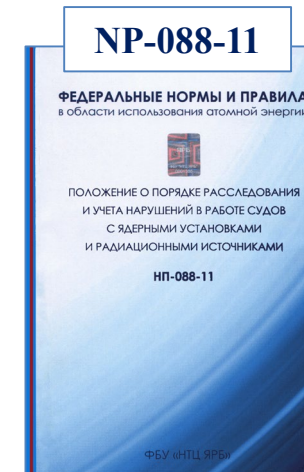 NP-088-11
ФЕДЕРАЛЬНЫЕ НОРМЫ И ПРАВИЛА
в области использования атомной энергии
ПОЛОЖЕНИЕ О ПОРЯДКЕ РАССЛЕДОВАНИЯ
И УЧЕТА НАРУШЕНИЙ В РАБОТЕ СУДОВ
С ЯДЕРНЫМИ УСТАНОВКАМИ
И РАДИАЦИОННЫМИ ИСТОЧНИКАМИ
НП-088-11
ФБУ «НТЦ ЯРБ»